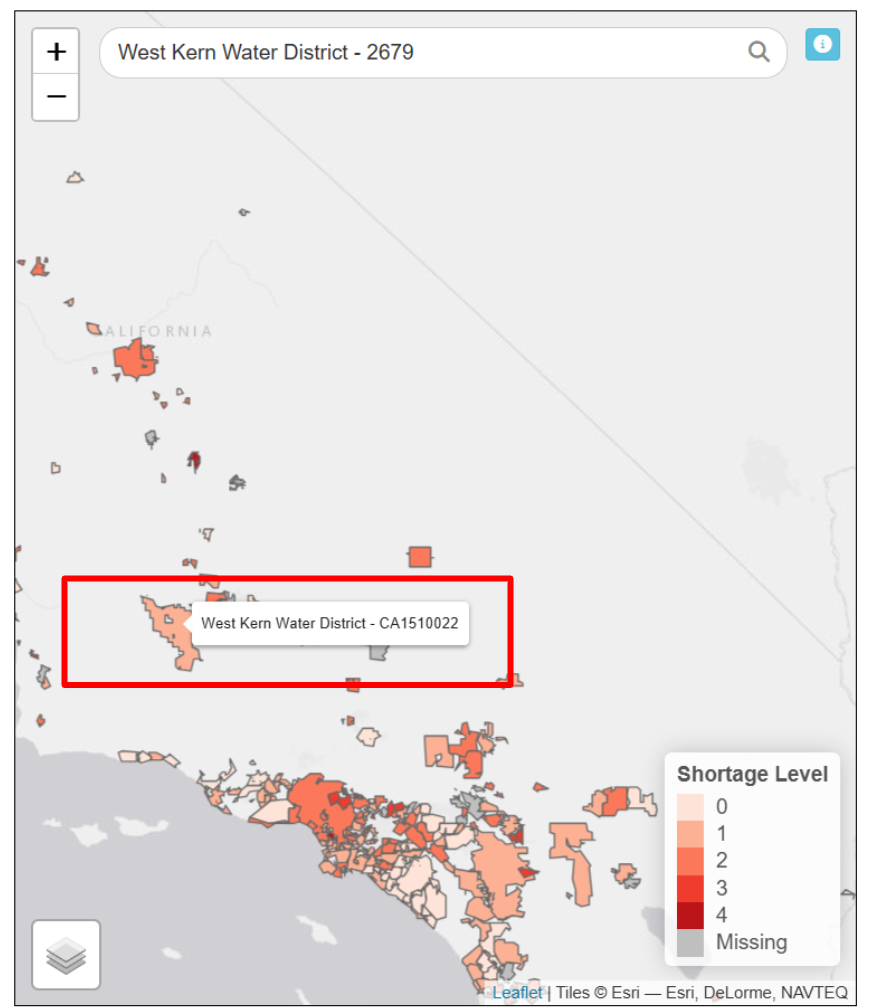 +
West Kern Water District - 2679
i
−
CALIFORNIA
West Kern Water District - CA1510022
Shortage Level
0
1
2
3
4
Missing
Leaflet | Tiles © Esri — Esri, DeLorme, NAVTEQ